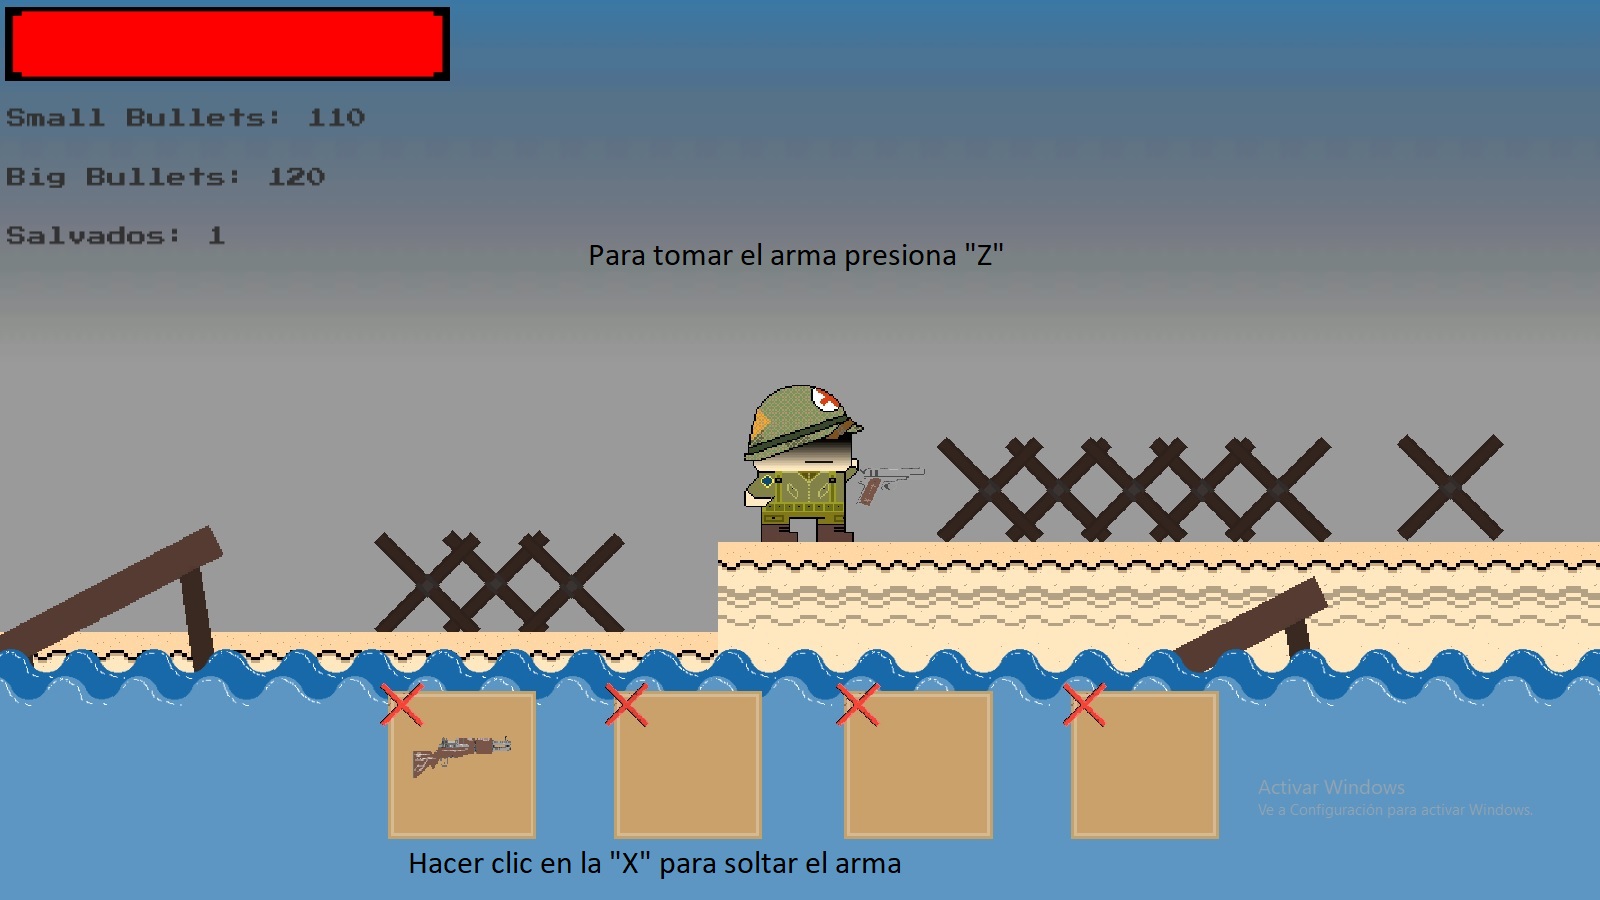 Small Bullets: 110
Big Bullets: 120
Salvados: 1
Para tomar el arma presiona "Z"
Activar Windows
Ve a Configuración para activar Windows.
Hacer clic en la "X" para soltar el arma